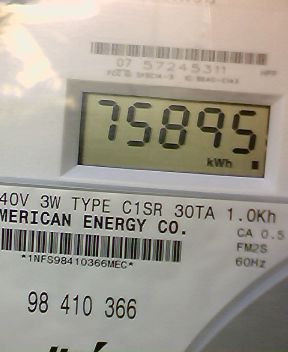 07 57245311
75895
kWh
40V 3W TYPE C1SR 30TA 1.0Kh
MERICAN ENERGY CO.
CA 0.5
FM2S
60Hz
*1NFS98410366MEC*
98 410 366